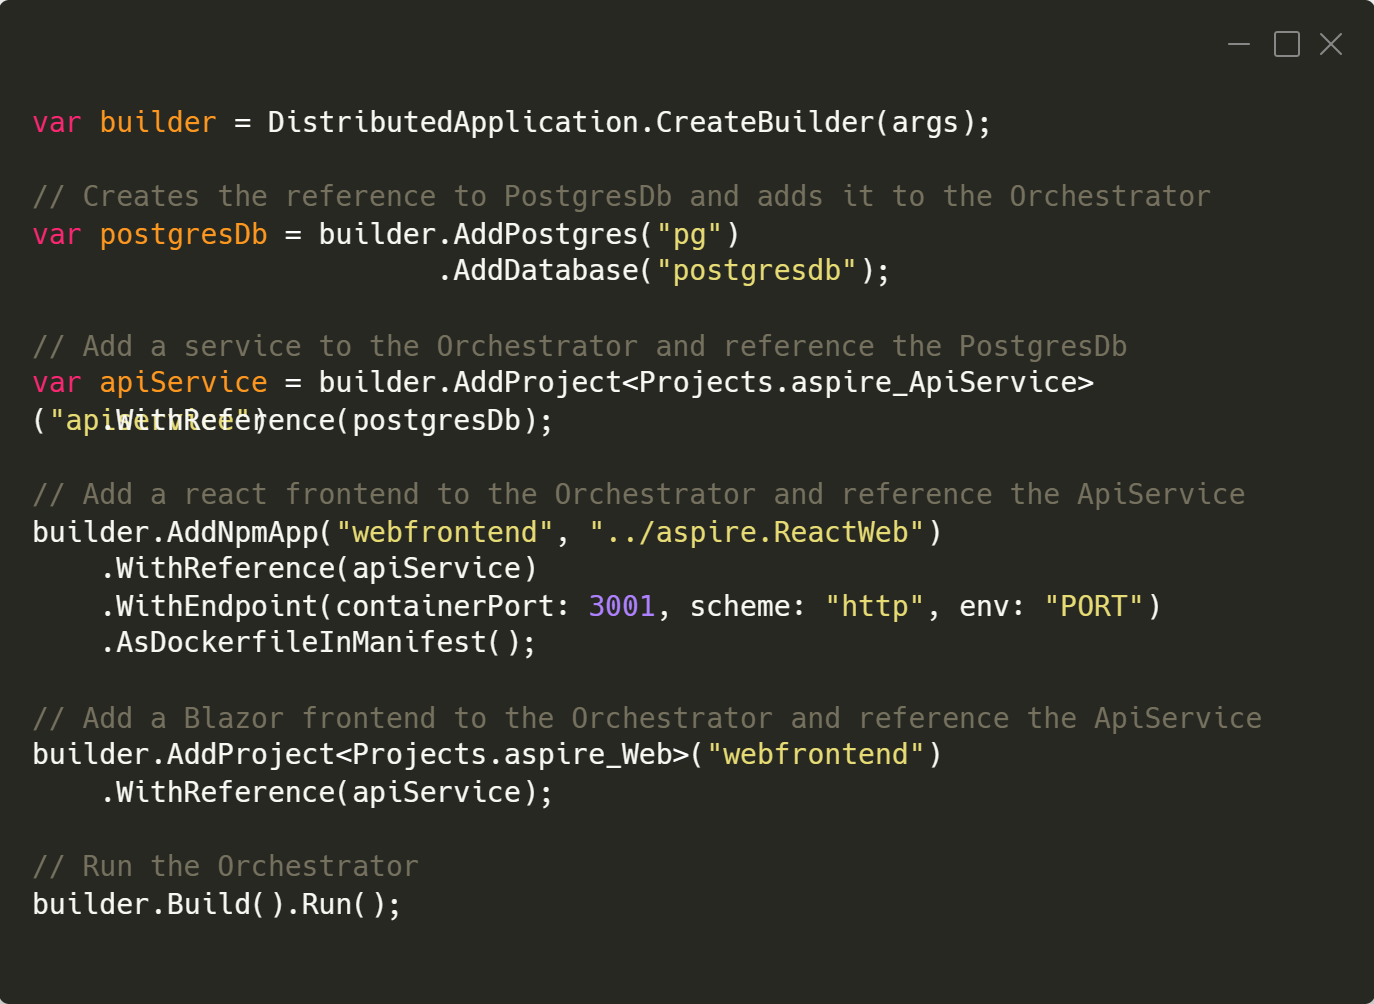 var builder = DistributedApplication.CreateBuilder(args);
// Creates the reference to PostgresDb and adds it to the Orchestrator
var postgresDb = builder.AddPostgres("pg")
.AddDatabase("postgresdb");
// Add a service to the Orchestrator and reference the PostgresDb
var apiService = builder.AddProject<Projects.aspire_ApiService>
("apiservice")
.WithReference(postgresDb);
// Add a react frontend to the Orchestrator and reference the ApiService
builder.AddNpmApp("webfrontend", "../aspire.ReactWeb")
.WithReference(apiService)
.WithEndpoint(containerPort: 3001, scheme: "http", env: "PORT")
.AsDockerfileInManifest();
// Add a Blazor frontend to the Orchestrator and reference the ApiService
builder.AddProject<Projects.aspire_Web>("webfrontend")
.WithReference(apiService);
// Run the Orchestrator
builder.Build().Run();